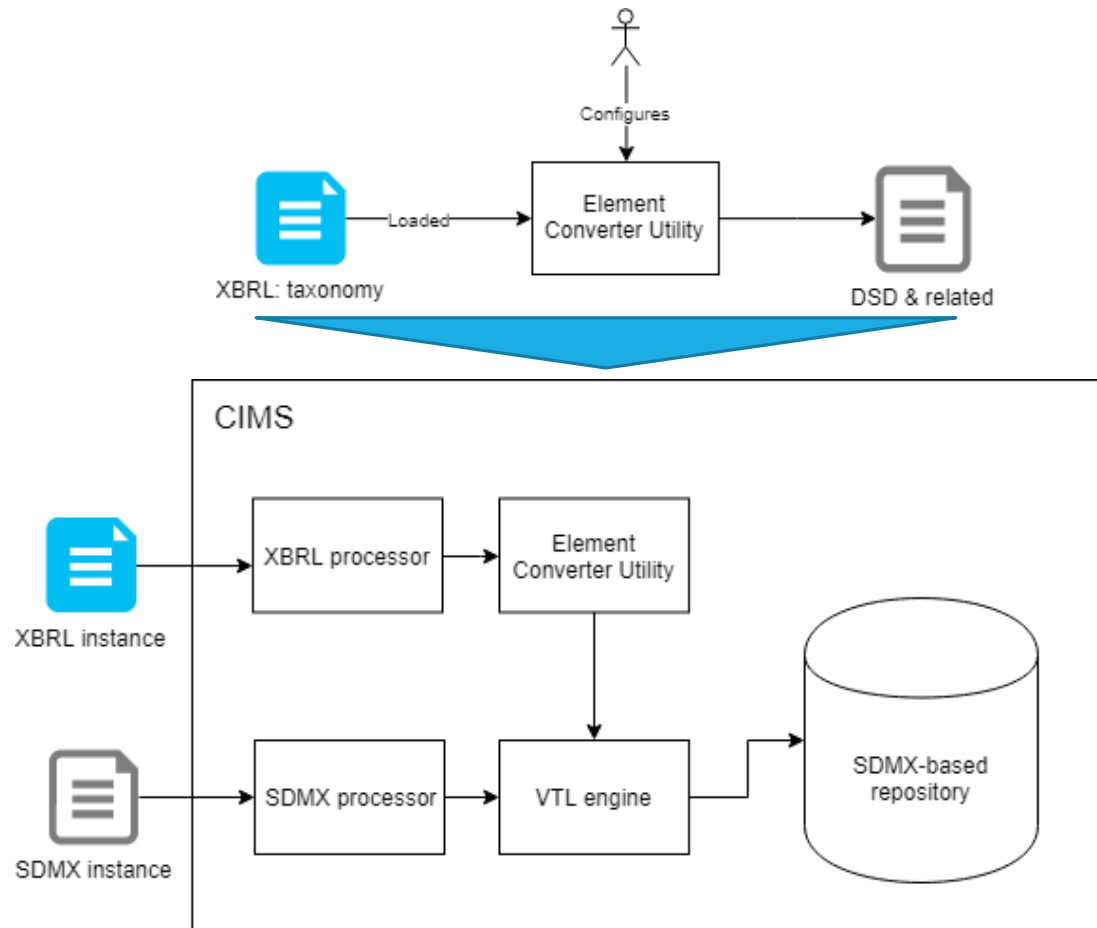 Configures
Loaded
Element
Converter Utility
XBRL: taxonomy
DSD & related
CIMS
XBRL processor
Element
Converter Utility
XBRL instance
SDMX processor
VTL engine
SDMX-based
repository
SDMX instance